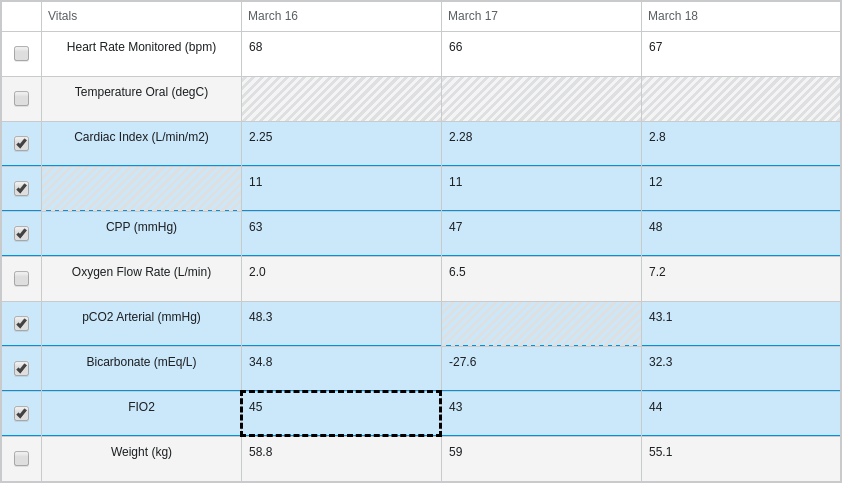 Vitals March 16 March 17 March 18
Heart Rate Monitored (bpm) 68 66 67
Temperature Oral (degC)
Cardiac Index (L/min/m2) 2.25 2.28 2.8
11 11 12
CPP (mmHg) 63 47 48
Oxygen Flow Rate (L/min) 2.0 6.5 7.2
pCO2 Arterial (mmHg) 48.3 43.1
Bicarbonate (mEq/L) 34.8 -27.6 32.3
FIO2 45 43 44
Weight (kg) 58.8 59 55.1